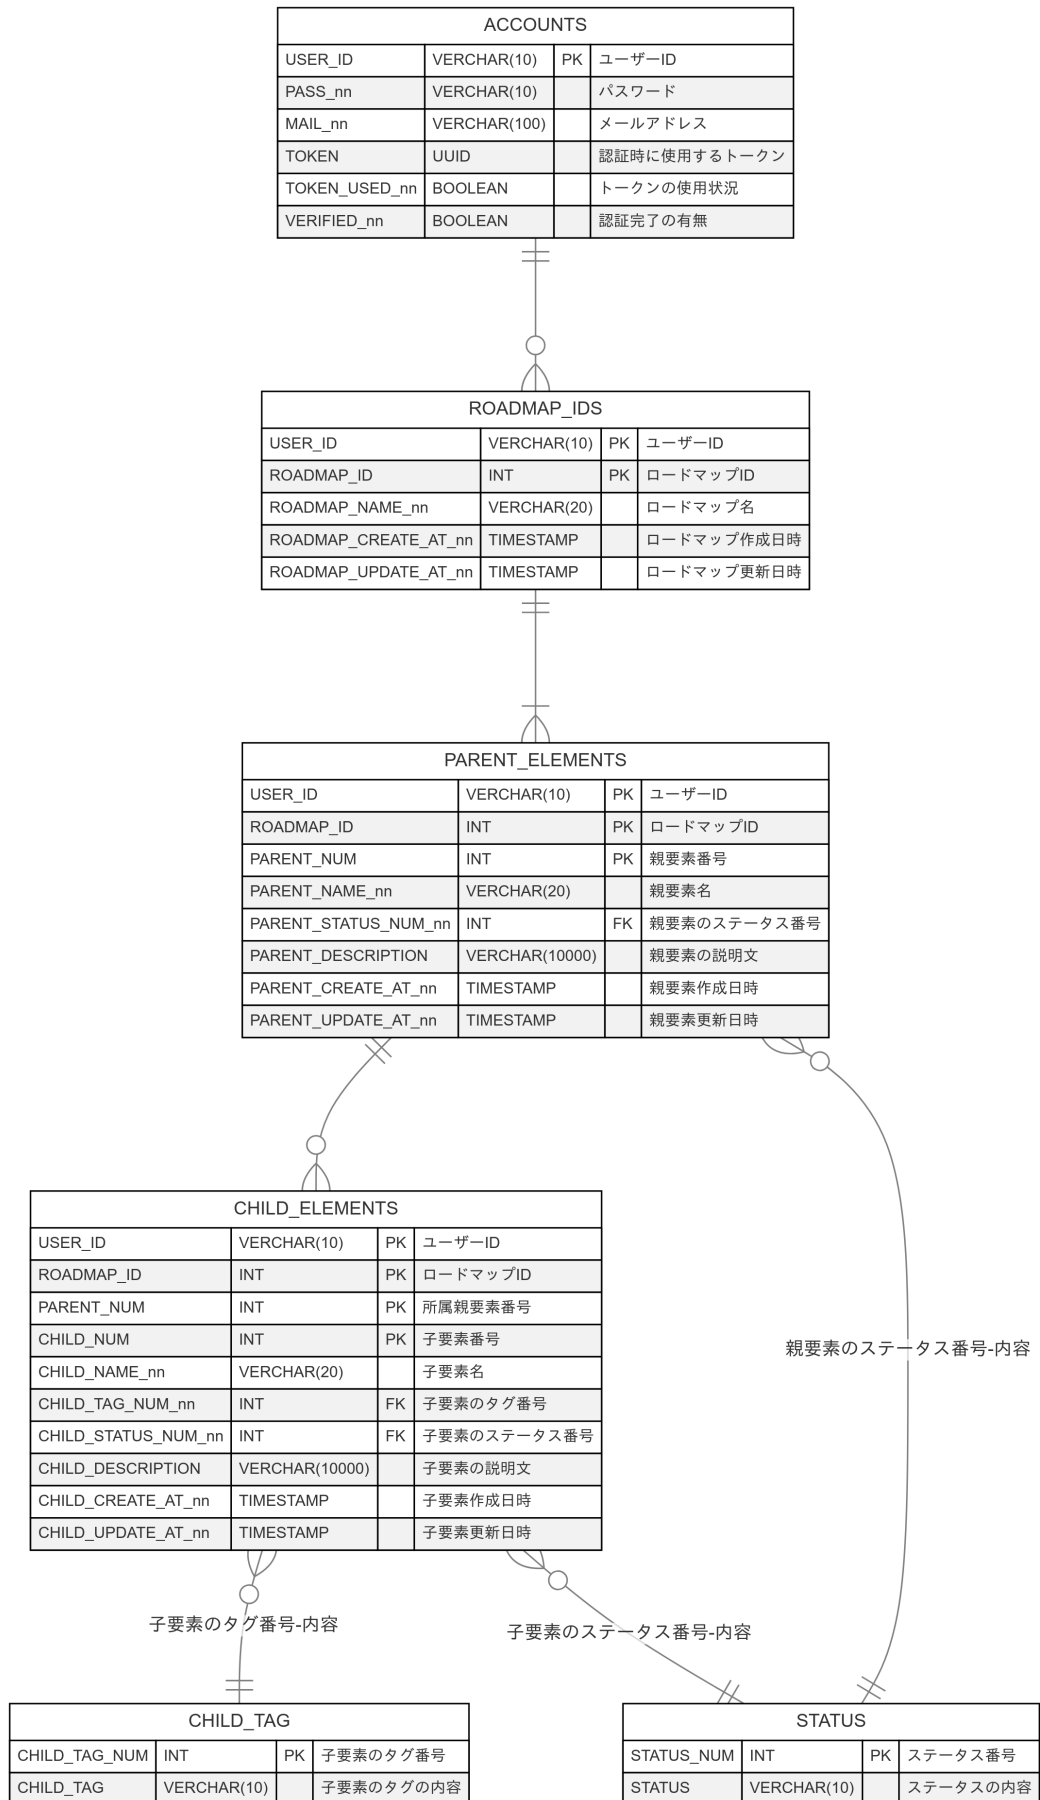 ACCOUNTS
USER_ID VERCHAR(10) PK ユーザーID
PASS_nn VERCHAR(10) パスワード
MAIL_nn VERCHAR(100) メールアドレス
TOKEN UUID 認証時に使用するトークン
TOKEN_USED_nn BOOLEAN トークンの使用状況
VERIFIED_nn BOOLEAN 認証完了の有無
ROADMAP_IDS
USER_ID VERCHAR(10) PK ユーザーID
ROADMAP_ID INT PK ロードマップID
ROADMAP_NAME_nn VERCHAR(20) ロードマップ名
ROADMAP_CREATE_AT_nn TIMESTAMP ロードマップ作成日時
ROADMAP_UPDATE_AT_nn TIMESTAMP ロードマップ更新日時
PARENT_ELEMENTS
USER_ID VERCHAR(10) PK ユーザーID
ROADMAP_ID INT PK ロードマップID
PARENT_NUM INT PK 親要素番号
PARENT_NAME_nn VERCHAR(20) 親要素名
PARENT_STATUS_NUM_nn INT FK 親要素のステータス番号
PARENT_DESCRIPTION VERCHAR(10000) 親要素の説明文
PARENT_CREATE_AT_nn TIMESTAMP 親要素作成日時
PARENT_UPDATE_AT_nn TIMESTAMP 親要素更新日時
CHILD_ELEMENTS
USER_ID VERCHAR(10) PK ユーザーID
ROADMAP_ID INT PK ロードマップID
PARENT_NUM INT PK 所属親要素番号
CHILD_NUM INT PK 子要素番号
CHILD_NAME_nn VERCHAR(20) 子要素名
CHILD_TAG_NUM_nn INT FK 子要素のタグ番号
CHILD_STATUS_NUM_nn INT FK 子要素のステータス番号
CHILD_DESCRIPTION VERCHAR(10000) 子要素の説明文
CHILD_CREATE_AT_nn TIMESTAMP 子要素作成日時
CHILD_UPDATE_AT_nn TIMESTAMP 子要素更新日時
親要素のステータス番号-内容
子要素のタグ番号-内容
子要素のステータス番号-内容
CHILD_TAG
CHILD_TAG_NUM INT PK 子要素のタグ番号
CHILD_TAG VERCHAR(10) 子要素のタグの内容
STATUS
STATUS_NUM INT PK ステータス番号
STATUS VERCHAR(10) ステータスの内容